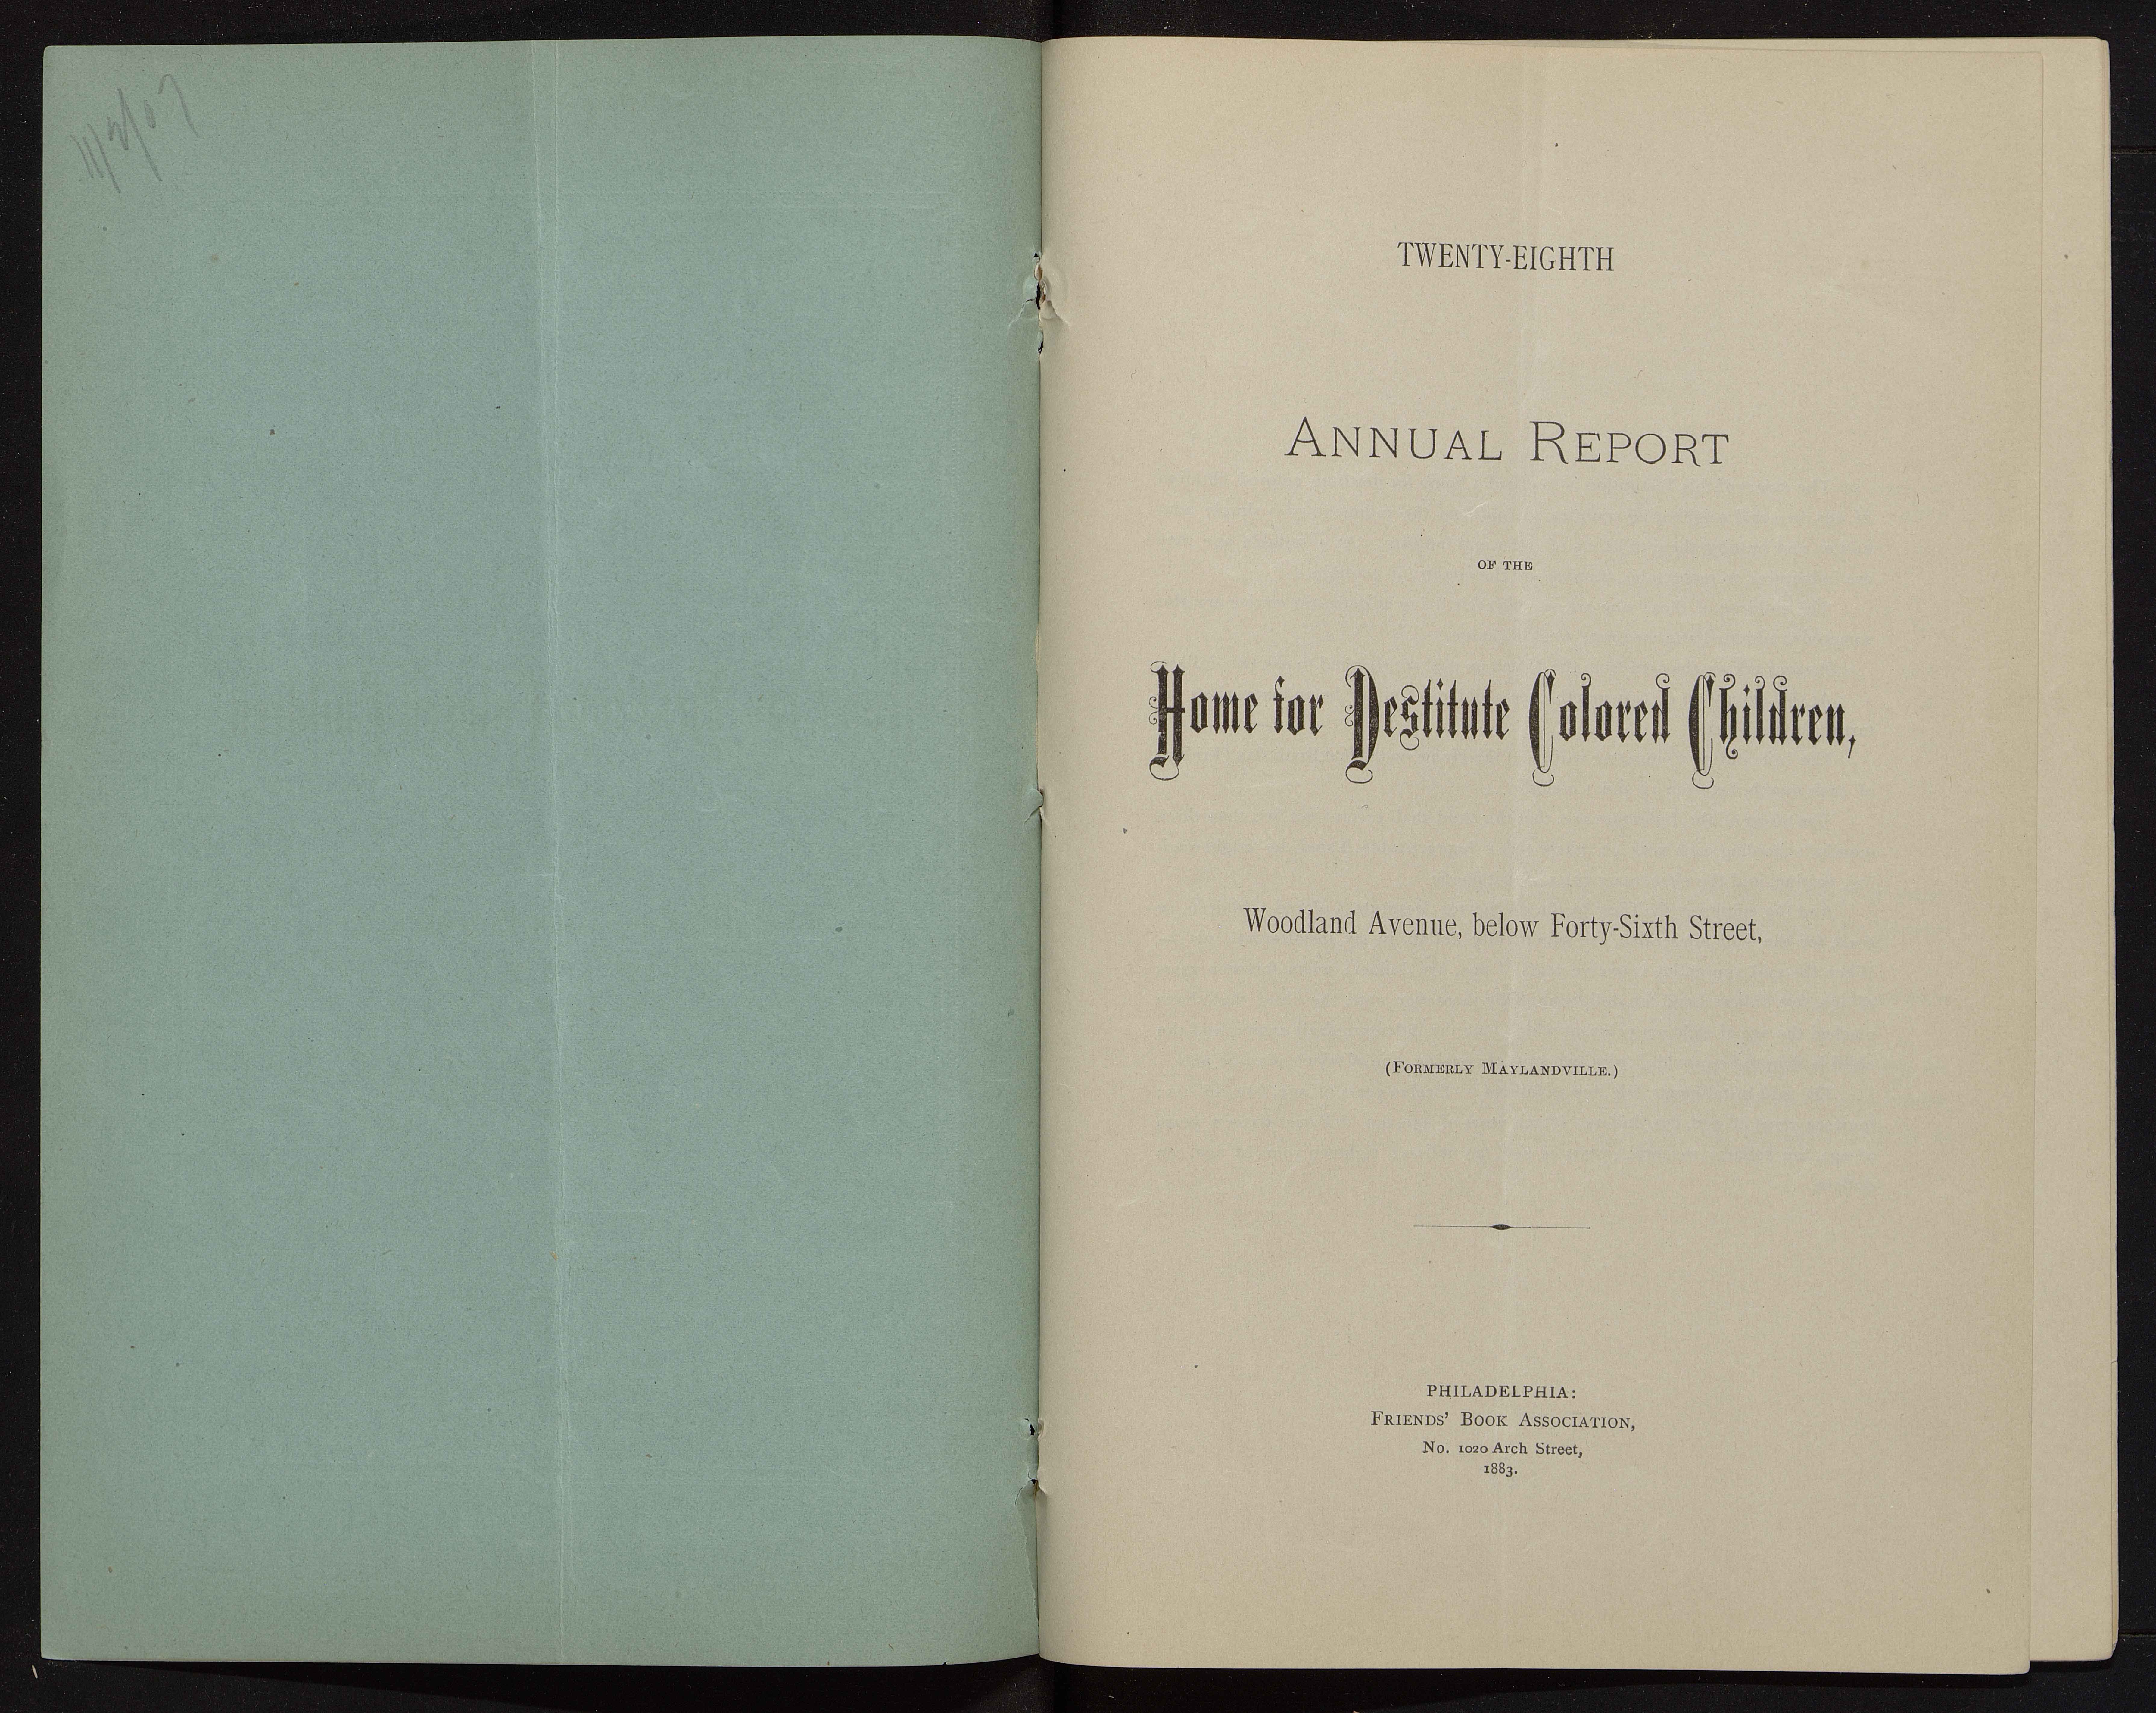 TWENTY-EIGHTH
ANNUAL REPORT
OF THE
Home for Destitute Colored Children,
Woodland Avenue, below Forty-Sixth Street,
(FORMERLY MAYLANDVILLE.)
PHILADELPHIA:
FRIENDS' BOOK ASSOCIATION,
No. 1020 Arch Street,
1883.